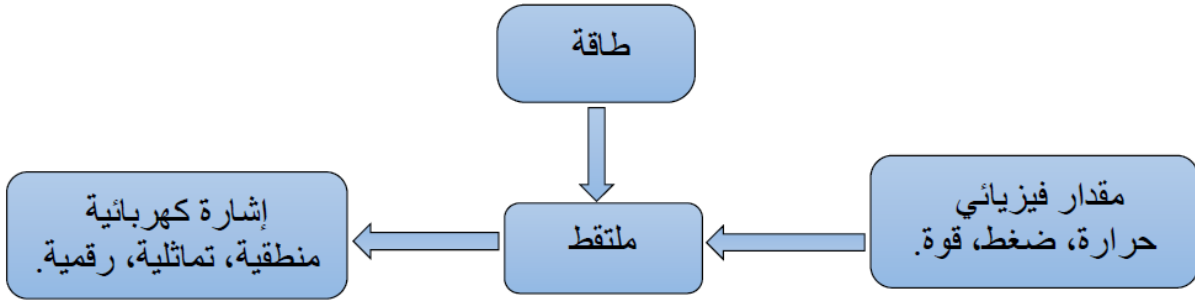 طاقة
مقدار فيزيائي
حرارة، ضغط، قوة.
ملتقط
إشارة كهربائية
منطقية، تماثلية، رقمية.